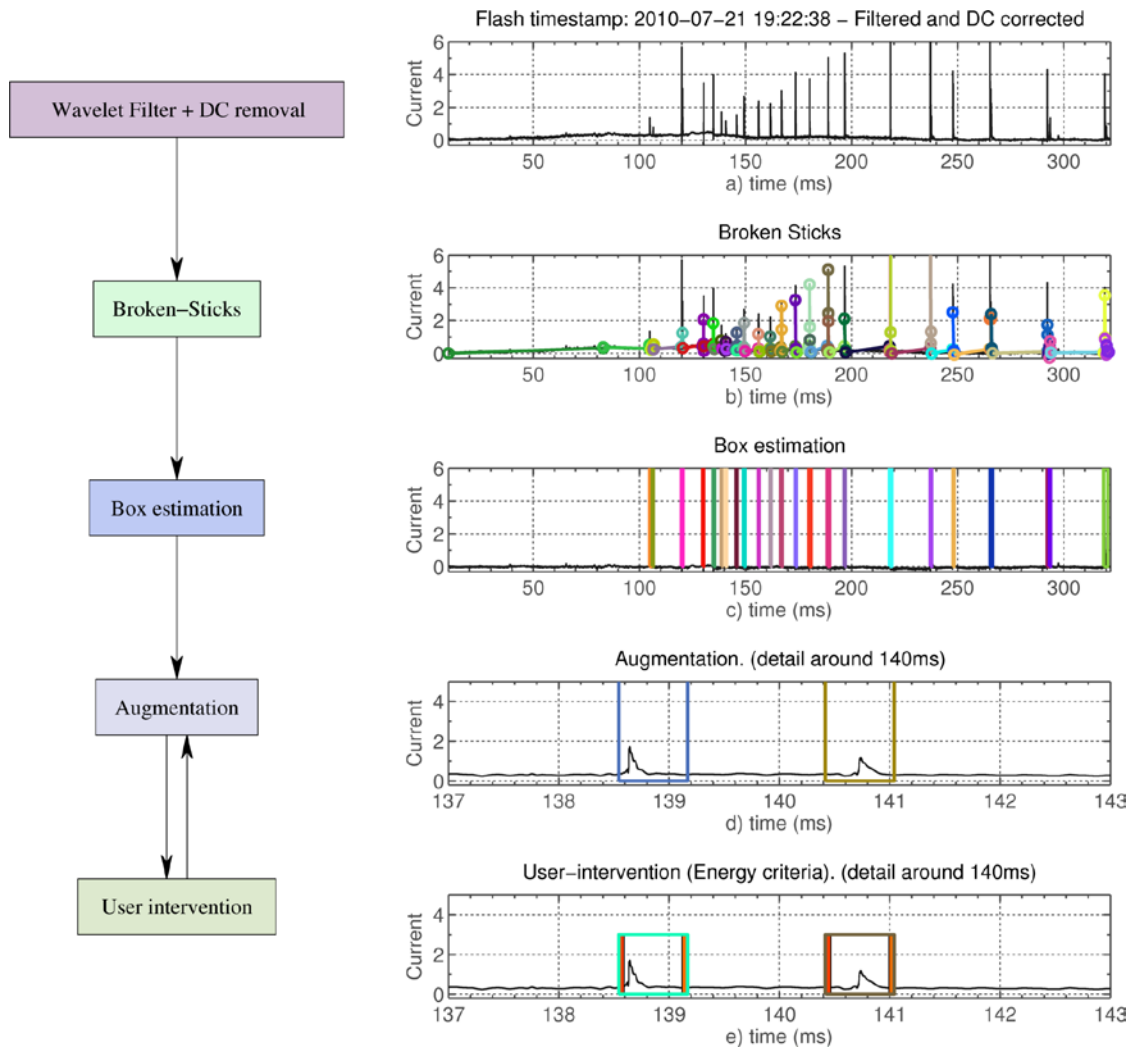 Flash timestamp: 2010−07−21 19:22:38 − Filtered and DC corrected
Wavelet Filter + DC removal
Current
6
4
2
0
50 100 150 200 250 300
a) time (ms)
Broken Sticks
Broken−Sticks
Current
6
4
2
0
50 100 150 200 250 300
b) time (ms)
Box estimation
Box estimation
Current
6
4
2
0
50 100 150 200 250 300
c) time (ms)
Augmentation. (detail around 140ms)
Augmentation
Current
4
2
0
137 138 139 140 141 142 143
d) time (ms)
User−intervention (Energy criteria). (detail around 140ms)
User intervention
Current
4
2
0
137 138 139 140 141 142 143
e) time (ms)